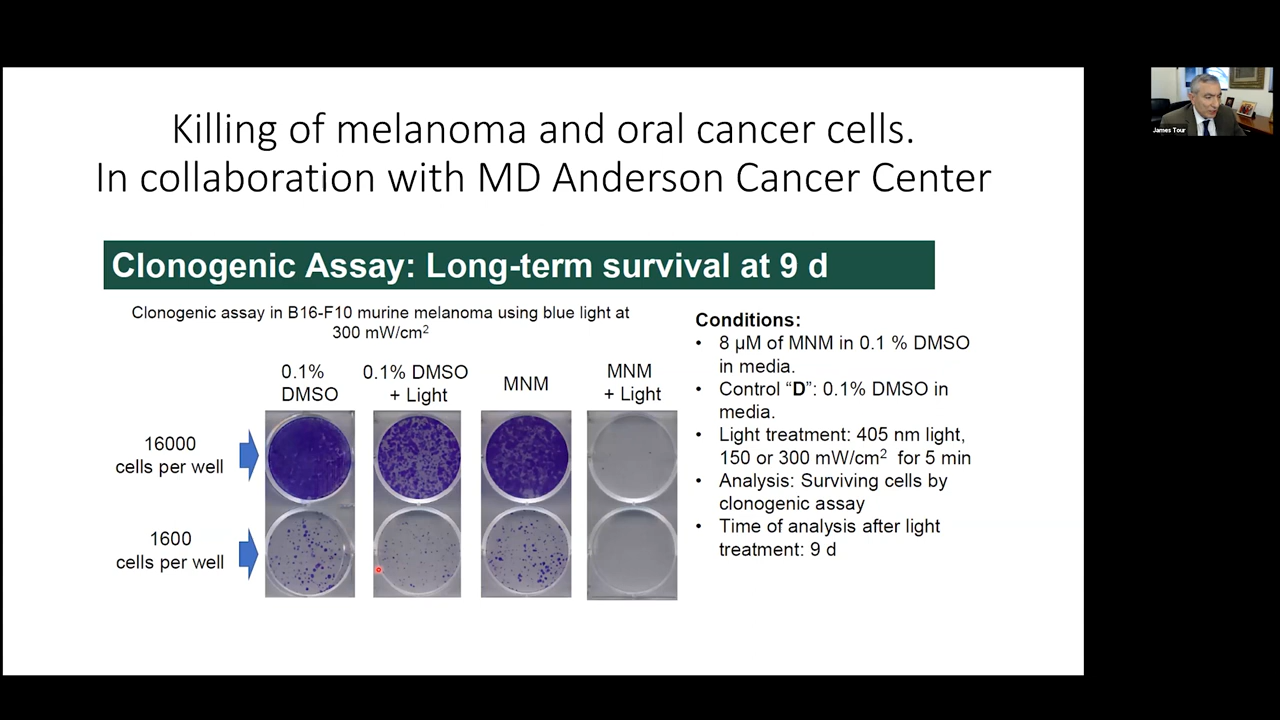 Killing of melanoma and oral cancer cells.
In collaboration with MD Anderson Cancer Center
James Tour
Clonogenic Assay: Long-term survival at 9 d
Clonogenic assay in B16-F10 murine melanoma using blue light at
300 mW/cm²
0.1%
DMSO
0.1% DMSO
+ Light
MNM
MNM
+ Light
16000
cells per well
1600
cells per well
Conditions:
• 8 µM of MNM in 0.1 % DMSO
in media.
• Control “D”: 0.1% DMSO in
media.
• Light treatment: 405 nm light,
150 or 300 mW/cm² for 5 min
• Analysis: Surviving cells by
clonogenic assay
• Time of analysis after light
treatment: 9 d